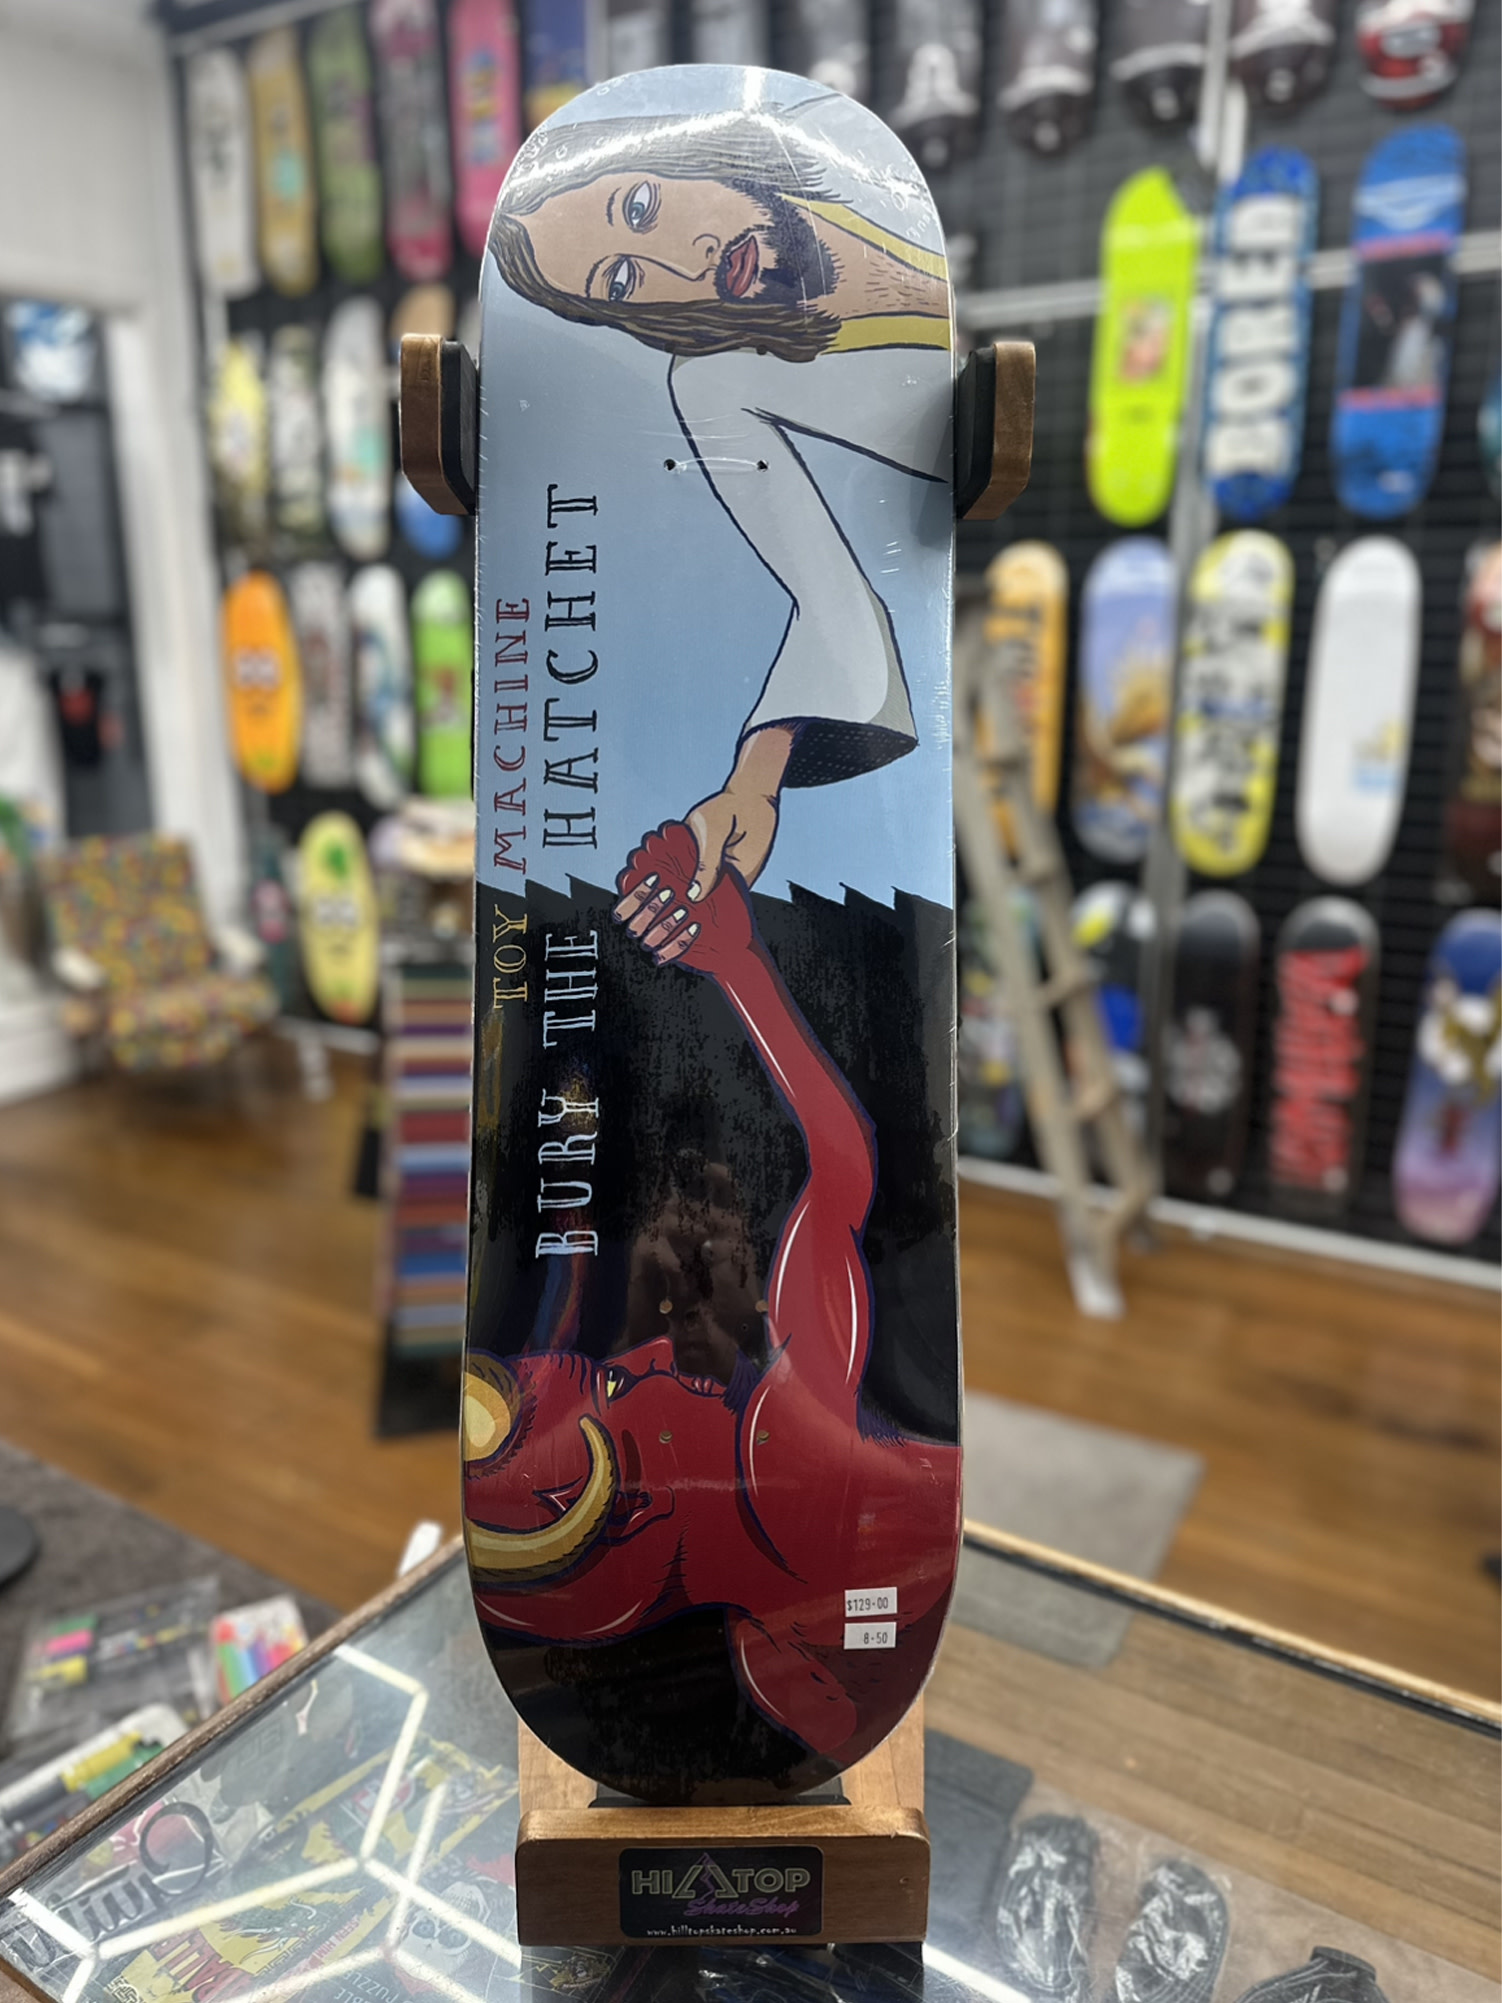 TOY MACHINE
BURY THE HATCHET
BORED
$129-00
8-50
HILLTOP
SkateShop
www.hilltopskateshop.com.au